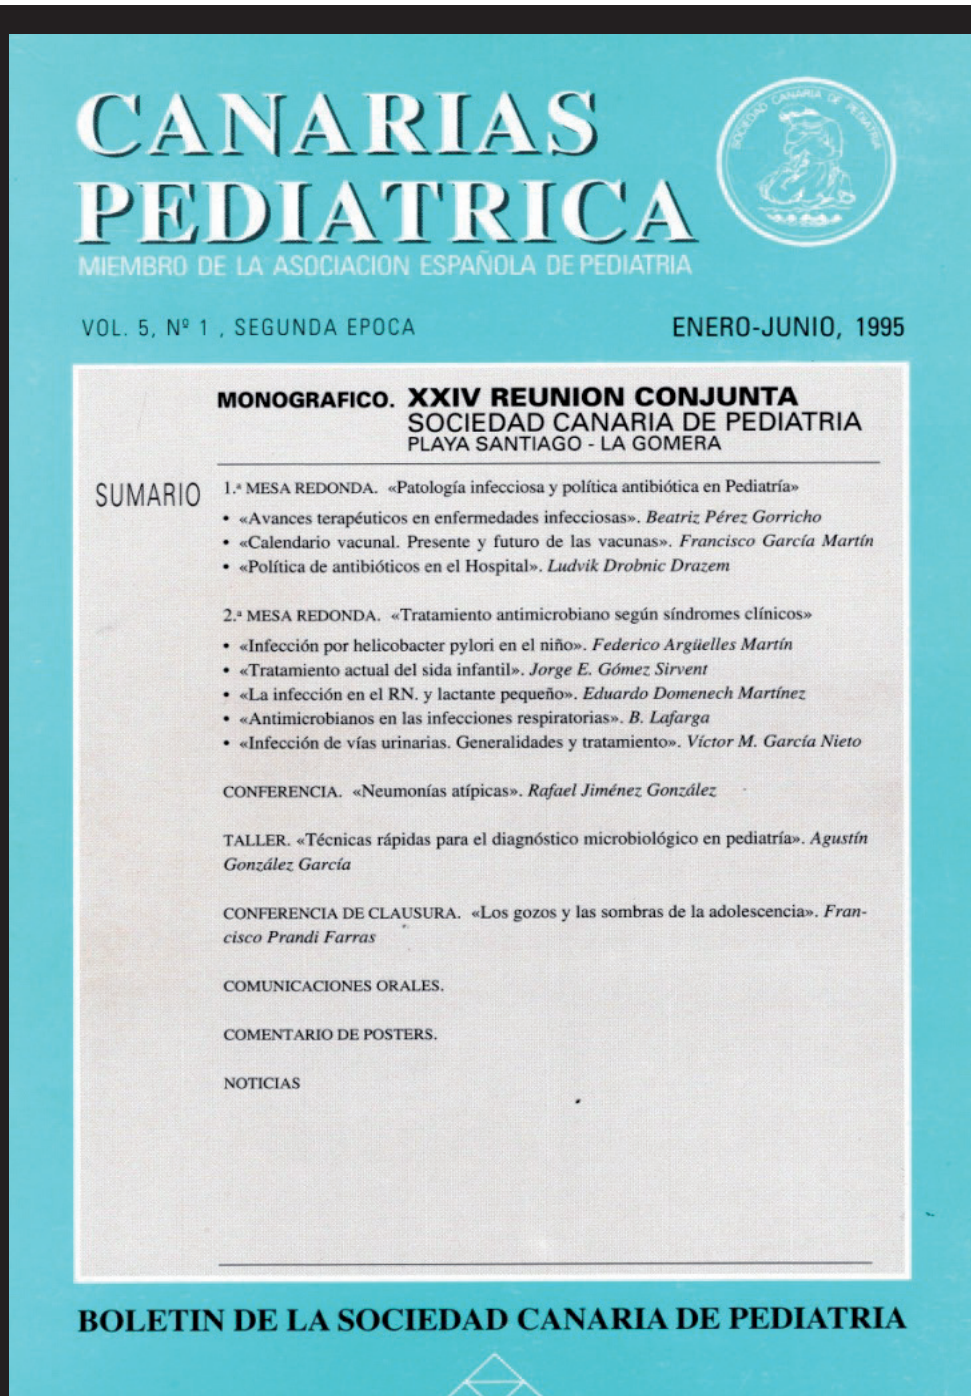 CANARIAS
PEDIATRICA
SOCIEDAD CANARIA DE PEDIATRIA
MIEMBRO DE LA ASOCIACION ESPAÑOLA DE PEDIATRIA
VOL. 5, Nº 1 , SEGUNDA EPOCA
ENERO-JUNIO, 1995
MONOGRAFICO. XXIV REUNION CONJUNTA
SOCIEDAD CANARIA DE PEDIATRIA
PLAYA SANTIAGO - LA GOMERA
SUMARIO
1.ª MESA REDONDA. «Patología infecciosa y política antibiótica en Pediatría»
• «Avances terapéuticos en enfermedades infecciosas». Beatriz Pérez Gorricho
• «Calendario vacunal. Presente y futuro de las vacunas». Francisco García Martín
• «Política de antibióticos en el Hospital». Ludvik Drobnic Drazem
2.ª MESA REDONDA. «Tratamiento antimicrobiano según síndromes clínicos»
• «Infección por helicobacter pylori en el niño». Federico Argüelles Martín
• «Tratamiento actual del sida infantil». Jorge E. Gómez Sirvent
• «La infección en el RN. y lactante pequeño». Eduardo Domenech Martínez
• «Antimicrobianos en las infecciones respiratorias». B. Lafarga
• «Infección de vías urinarias. Generalidades y tratamiento». Víctor M. García Nieto
CONFERENCIA. «Neumonías atípicas». Rafael Jiménez González
TALLER. «Técnicas rápidas para el diagnóstico microbiológico en pediatría». Agustín
González García
CONFERENCIA DE CLAUSURA. «Los gozos y las sombras de la adolescencia». Fran-
cisco Prandi Farras
COMUNICACIONES ORALES.
COMENTARIO DE POSTERS.
NOTICIAS
BOLETIN DE LA SOCIEDAD CANARIA DE PEDIATRIA